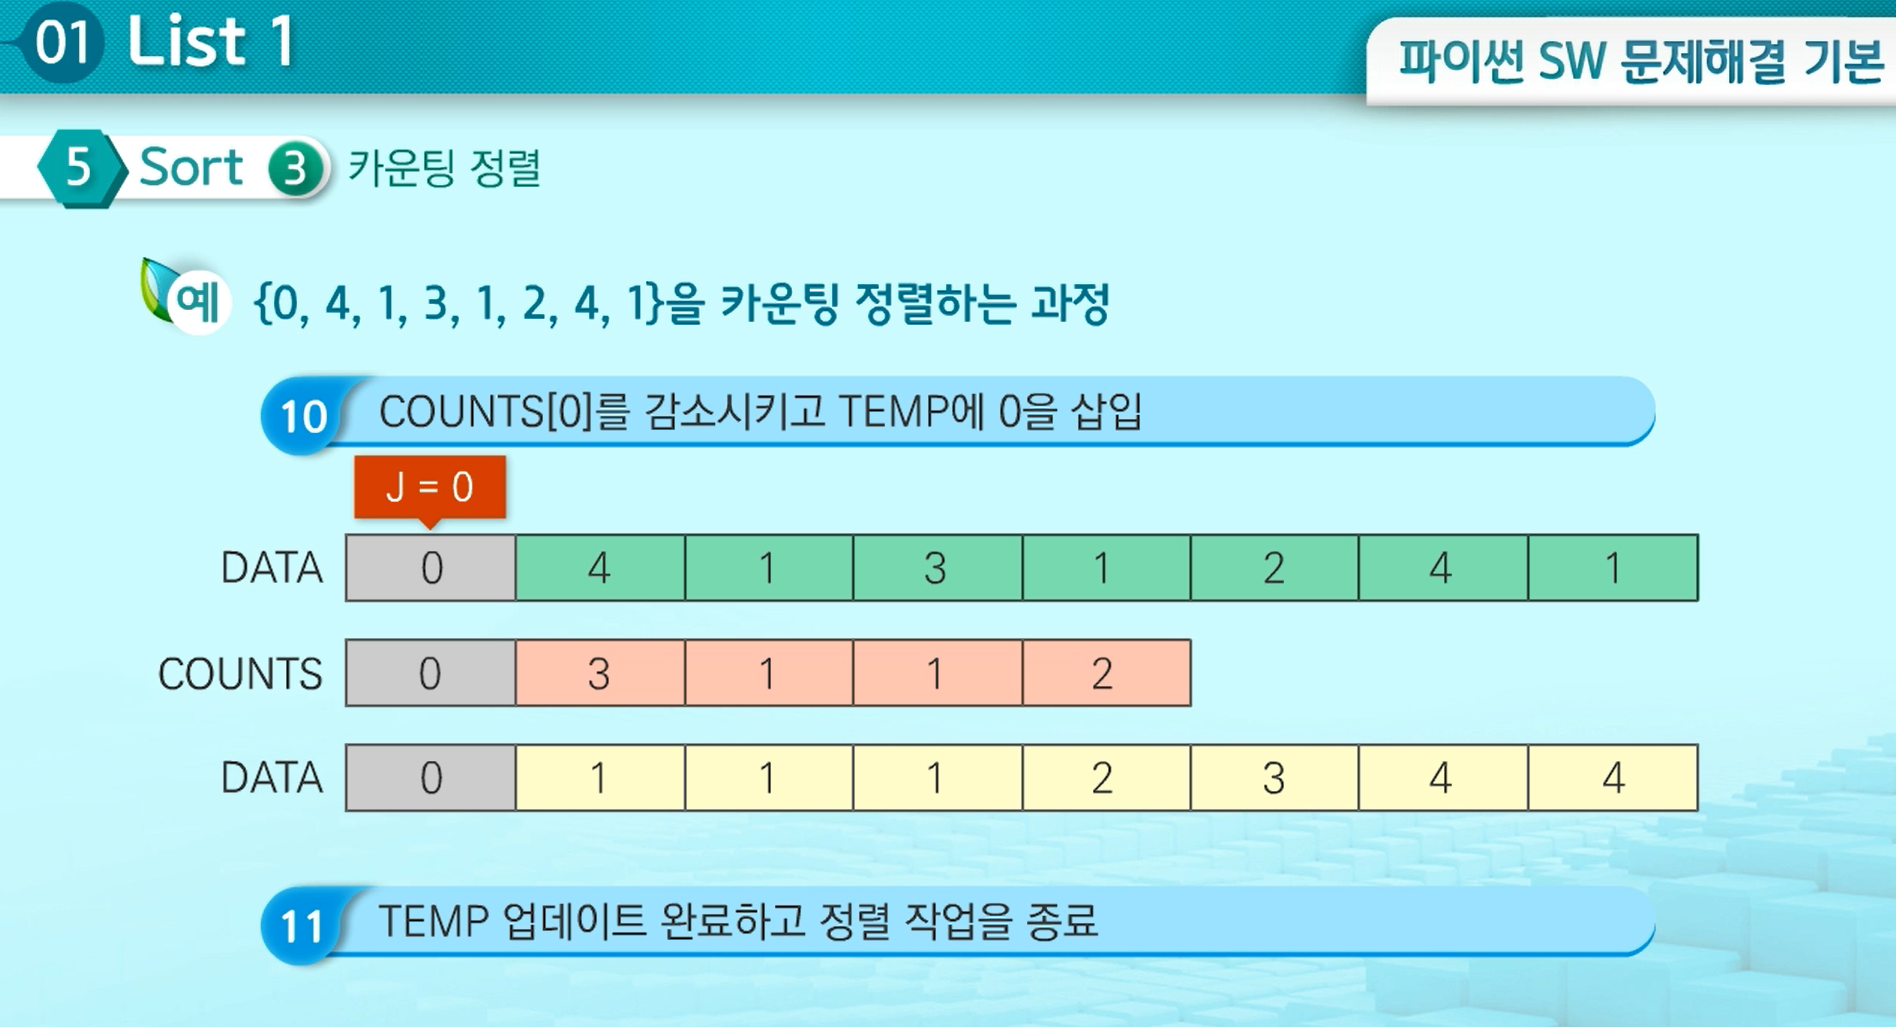 01 List 1
파이썬 SW 문제해결 기본
5 Sort 3 카운팅 정렬
예 {0, 4, 1, 3, 1, 2, 4, 1}을 카운팅 정렬하는 과정
10 COUNTS[0]를 감소시키고 TEMP에 0을 삽입
J = 0
DATA 0 4 1 3 1 2 4 1
COUNTS 0 3 1 1 2
DATA 0 1 1 1 2 3 4 4
11 TEMP 업데이트 완료하고 정렬 작업을 종료